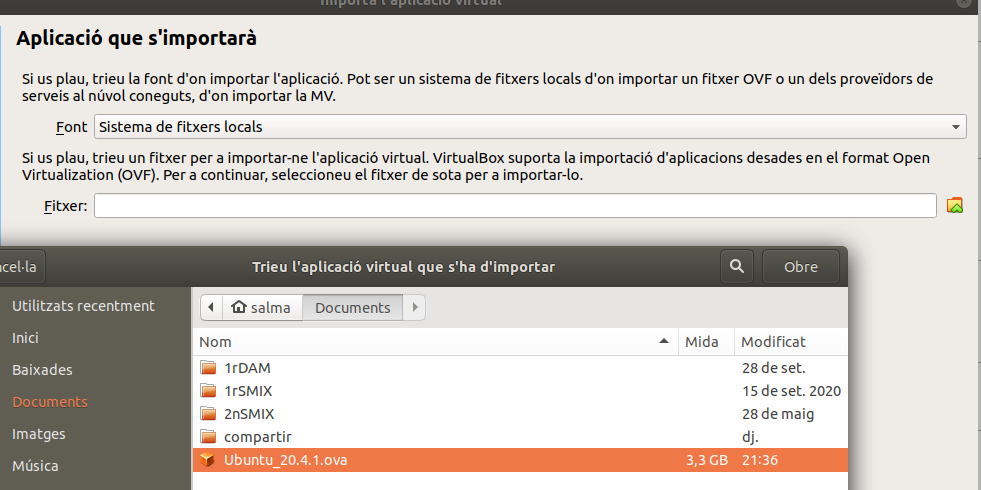 Importa l'aplicació virtual
Aplicació que s'importarà
Si us plau, trieu la font d'on importar l'aplicació. Pot ser un sistema de fitxers locals d'on importar un fitxer OVF o un dels proveïdors de
serveis al núvol coneguts, d'on importar la MV.
Font Sistema de fitxers locals
Si us plau, trieu un fitxer per a importar-ne l'aplicació virtual. VirtualBox suporta la importació d'aplicacions desades en el format Open
Virtualization (OVF). Per a continuar, seleccioneu el fitxer de sota per a importar-lo.
Fitxer:
ncel·la Trieu l'aplicació virtual que s'ha d'importar Obre
Utilitzats recentment
Inici
Baixades
Documents
Imatges
Música
salma Documents
Nom Mida Modificat
1rDAM 28 de set.
1rSMIX 15 de set. 2020
2nSMIX 28 de maig
compartir dj.
Ubuntu_20.4.1.ova 3,3 GB 21:36